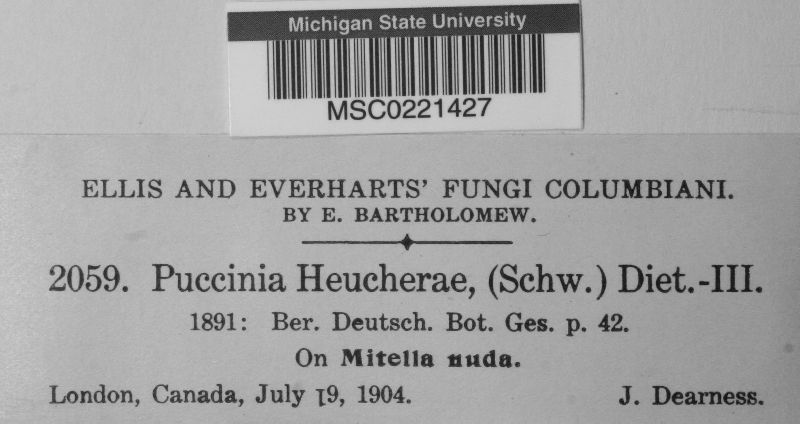 Michigan State University
MSC0221427
ELLIS AND EVERHARTS' FUNGI COLUMBIANI.
BY E. BARTHOLOMEW.
2059. Puccinia Heucherae, (Schw.) Diet.-III.
1891: Ber. Deutsch. Bot. Ges. p. 42.
On Mitella nuda.
London, Canada, July 19, 1904. J. Dearness.